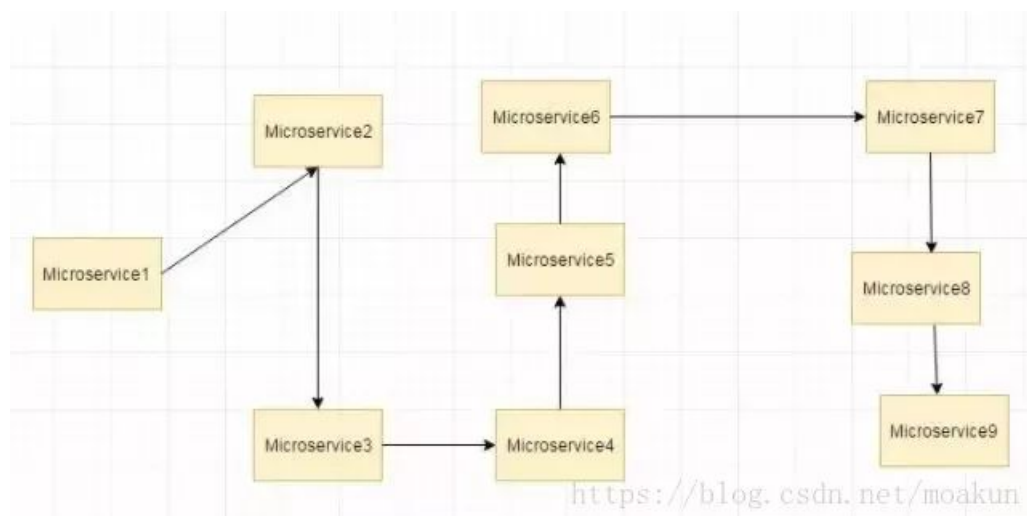 Microservice1
Microservice2
Microservice3
Microservice4
Microservice5
Microservice6
Microservice7
Microservice8
Microservice9
https://blog.csdn.net/moakun